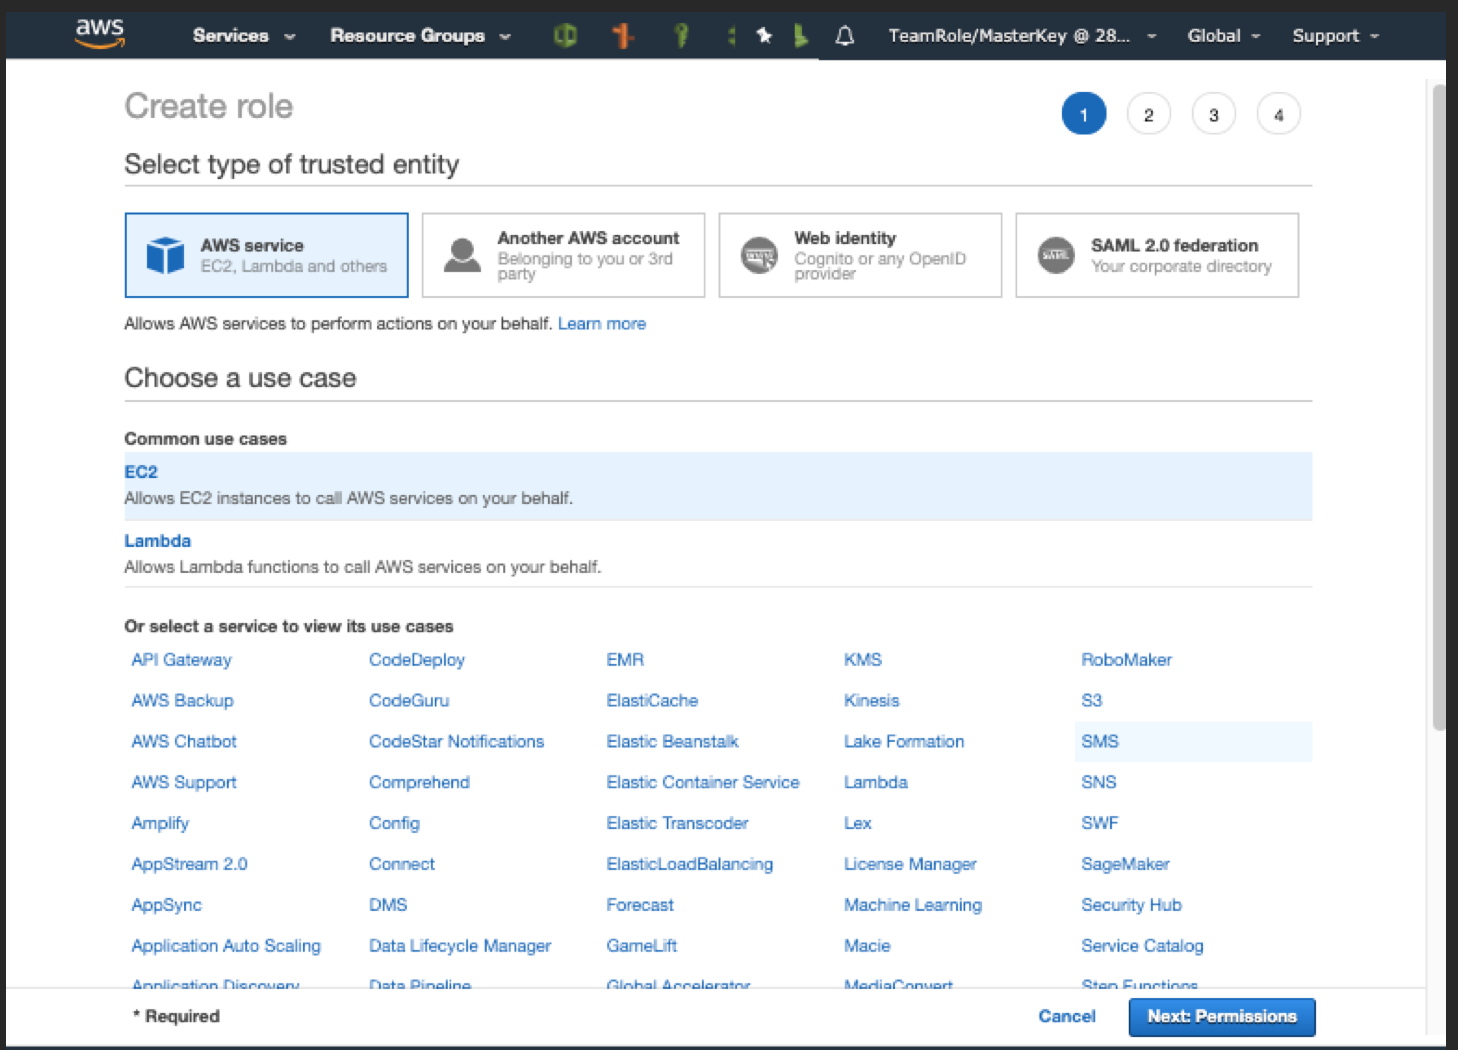 aws Services Resource Groups TeamRole/MasterKey @ 28... Global Support
Create role
1 2 3 4
Select type of trusted entity
AWS service
EC2, Lambda and others
Another AWS account
Belonging to you or 3rd
party
Web identity
Cognito or any OpenID
provider
SAML
SAML 2.0 federation
Your corporate directory
Allows AWS services to perform actions on your behalf. Learn more
Choose a use case
Common use cases
EC2
Allows EC2 instances to call AWS services on your behalf.
Lambda
Allows Lambda functions to call AWS services on your behalf.
Or select a service to view its use cases
API Gateway CodeDeploy EMR KMS RoboMaker
AWS Backup CodeGuru ElastiCache Kinesis S3
AWS Chatbot CodeStar Notifications Elastic Beanstalk Lake Formation SMS
AWS Support Comprehend Elastic Container Service Lambda SNS
Amplify Config Elastic Transcoder Lex SWF
AppStream 2.0 Connect ElasticLoadBalancing License Manager SageMaker
AppSync DMS Forecast Machine Learning Security Hub
Application Auto Scaling Data Lifecycle Manager GameLift Macie Service Catalog
Application Discovery Data Pipeline Global Accelerator MediaConvert Step Functions
* Required Cancel Next: Permissions